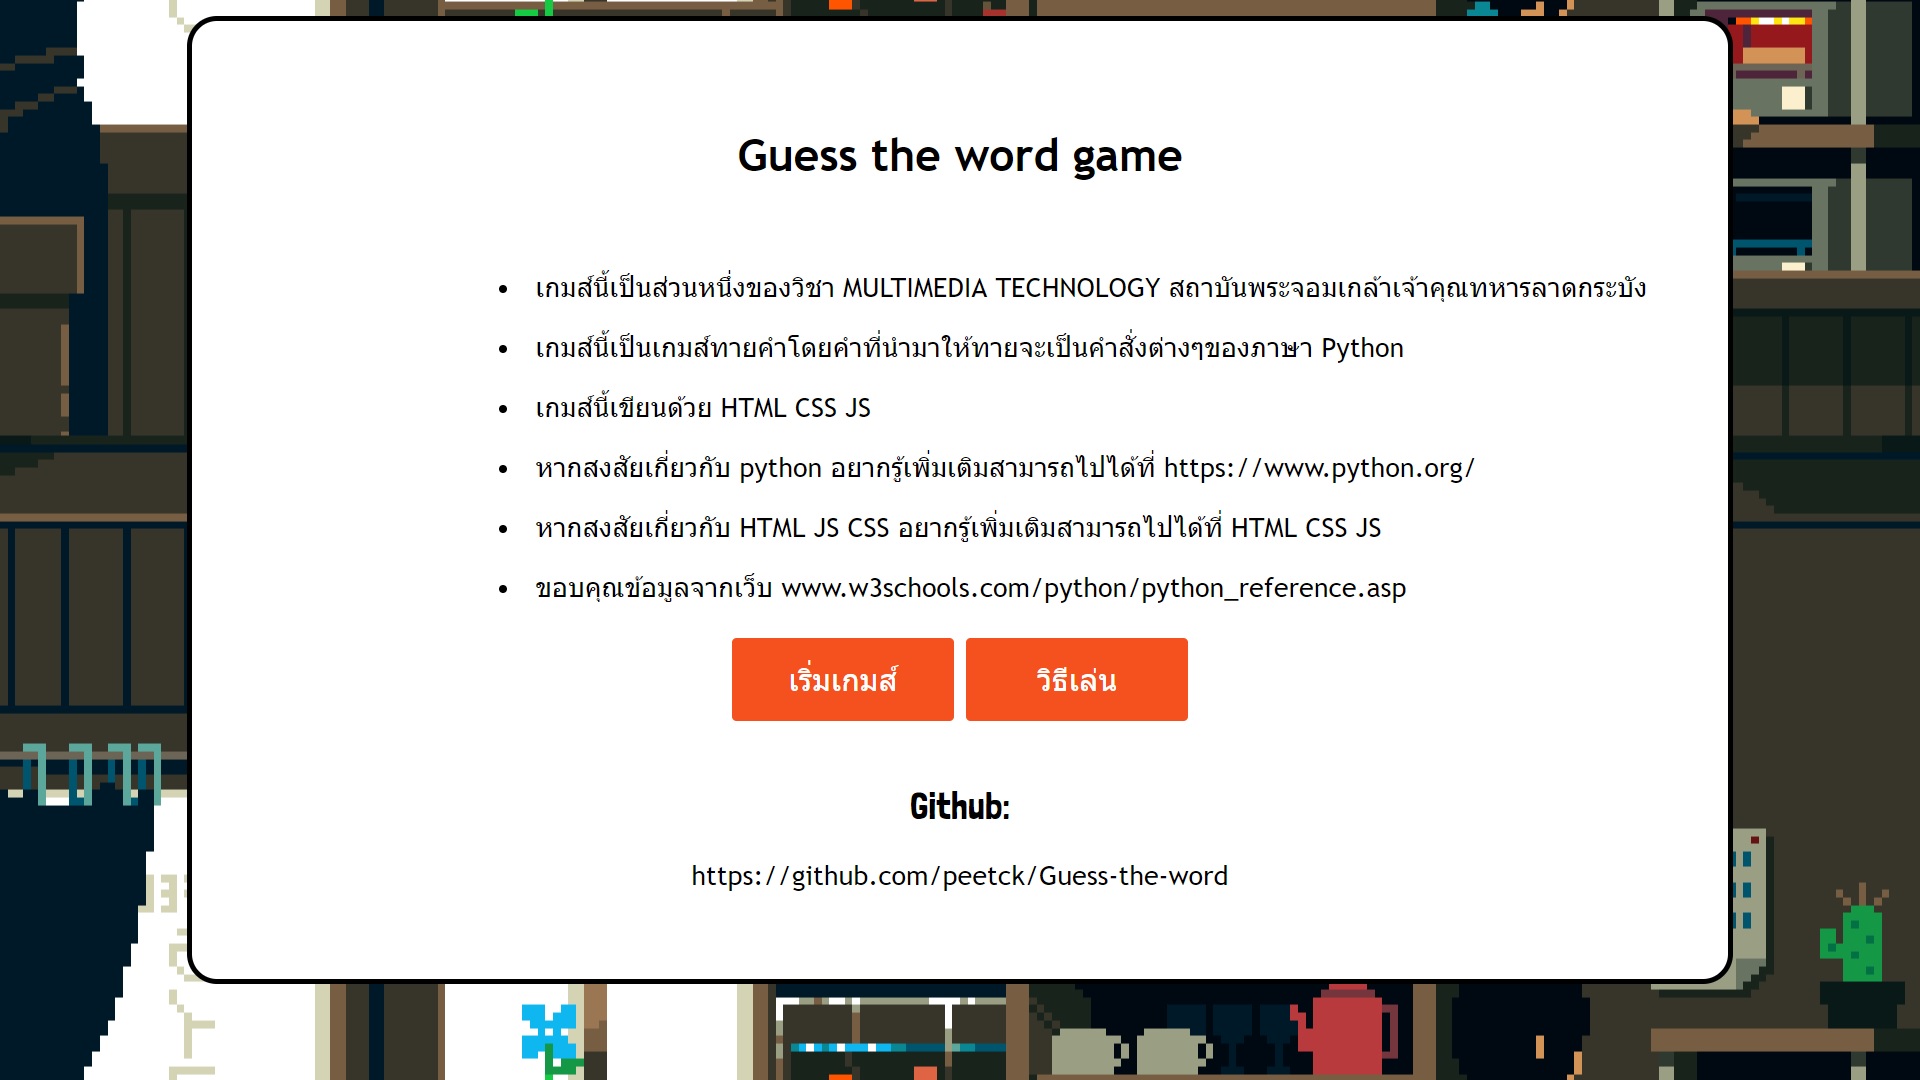 Guess the word game
เกมส์นี้เป็นส่วนหนึ่งของวิชา MULTIMEDIA TECHNOLOGY สถาบันพระจอมเกล้าเจ้าคุณทหารลาดกระบัง
เกมส์นี้เป็นเกมส์ทายคำโดยคำที่นำมาให้ทายจะเป็นคำสั่งต่างๆของภาษา Python
เกมส์นี้เขียนด้วย HTML CSS JS
หากสงสัยเกี่ยวกับ python อยากรู้เพิ่มเติมสามารถไปได้ที่ https://www.python.org/
หากสงสัยเกี่ยวกับ HTML JS CSS อยากรู้เพิ่มเติมสามารถไปได้ที่ HTML CSS JS
ขอบคุณข้อมูลจากเว็บ www.w3schools.com/python/python_reference.asp
เริ่มเกมส์ วิธีเล่น
Github:
https://github.com/peetck/Guess-the-word